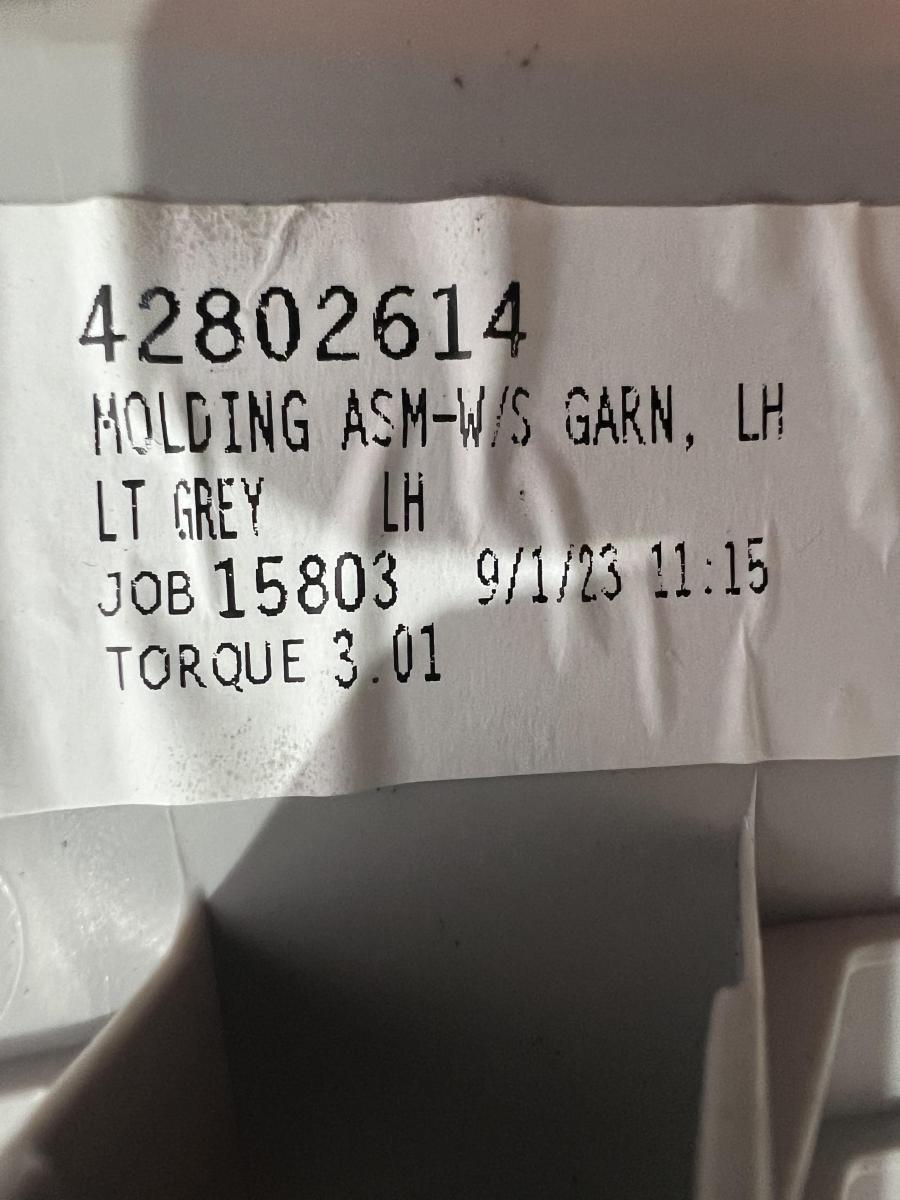 42802614
MOLDING ASM-W/S GARN, LH
LT GREY LH
JOB 15803 9/1/23 11:15
TORQUE 3.01